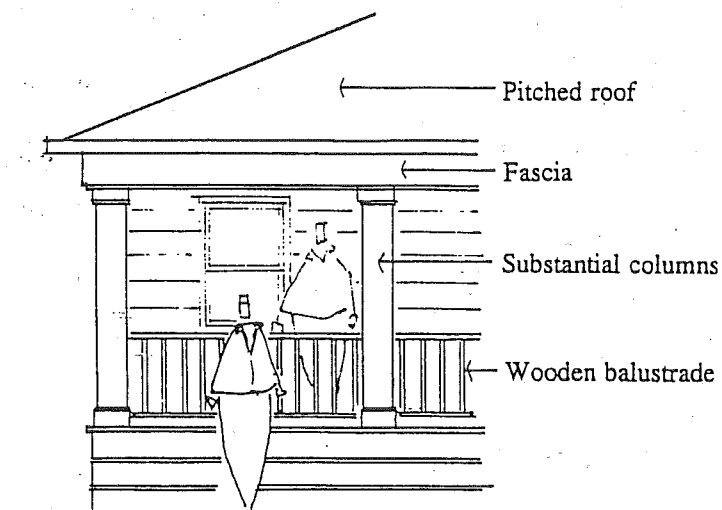 Pitched roof
Fascia
Substantial columns
Wooden balustrade